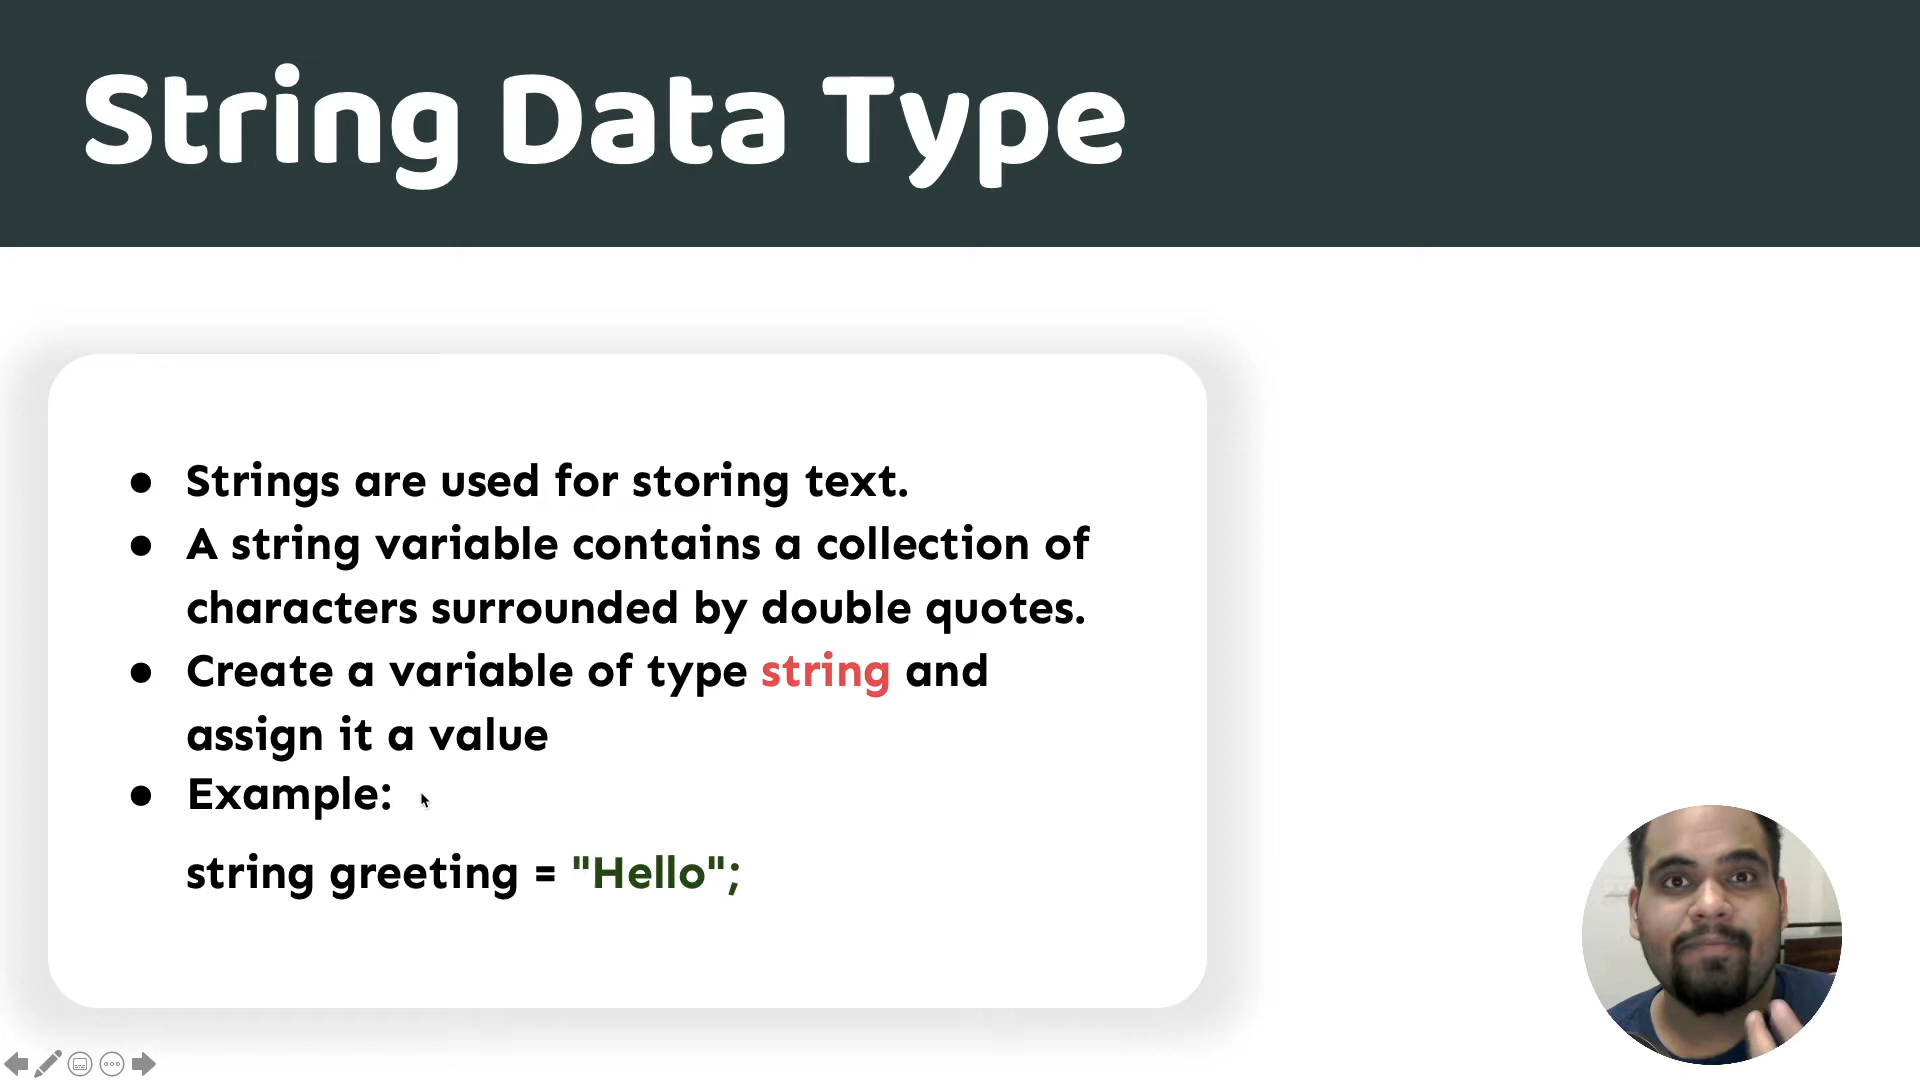 String Data Type
● Strings are used for storing text.
● A string variable contains a collection of
characters surrounded by double quotes.
● Create a variable of type string and
assign it a value
● Example:
string greeting = "Hello";